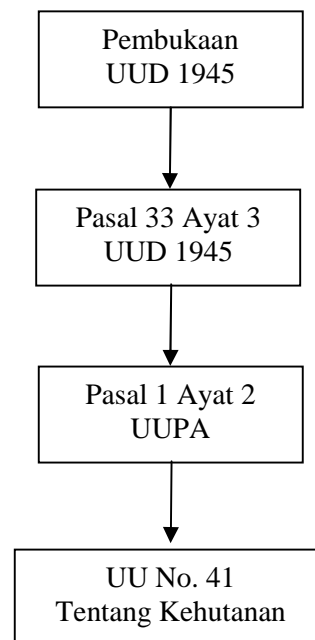 Pembukaan
UUD 1945
Pasal 33 Ayat 3
UUD 1945
Pasal 1 Ayat 2
UUPA
UU No. 41
Tentang Kehutanan